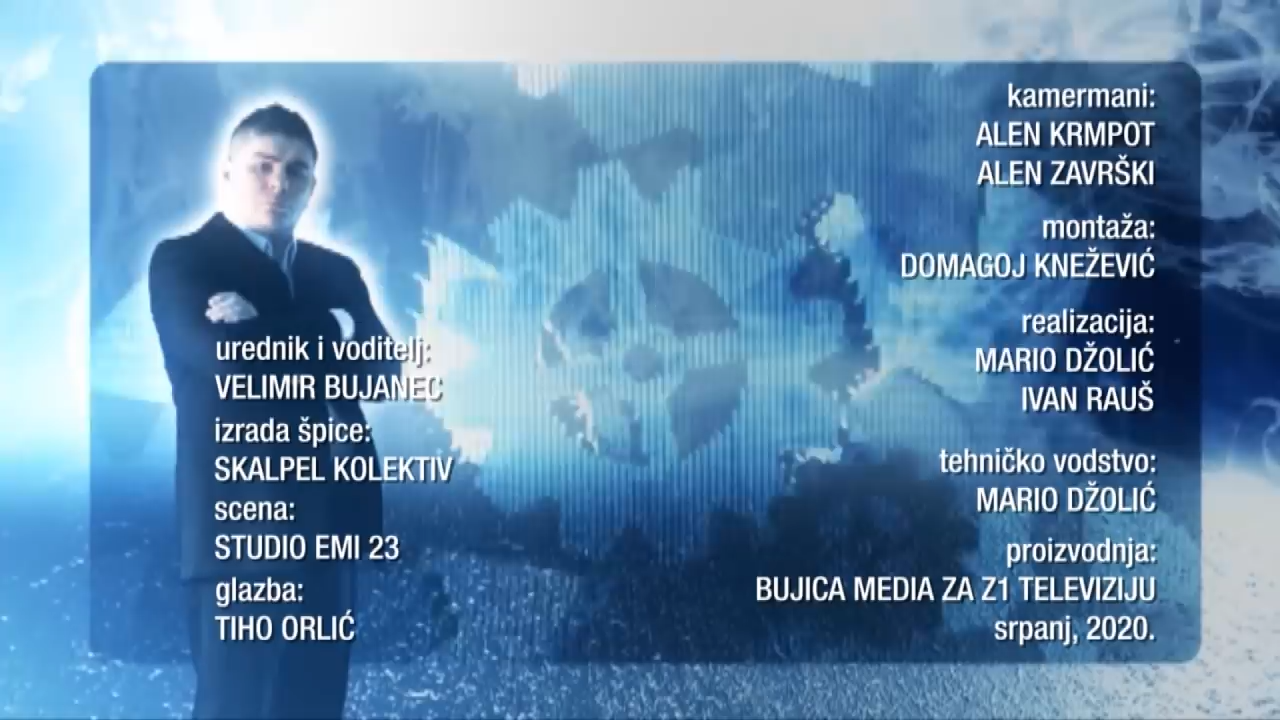 urednik i voditelj:
VELIMIR BUJANEC
izrada špice:
SKALPEL KOLEKTIV
scena:
STUDIO EMI 23
glazba:
TIHO ORLIĆ
kamermani:
ALEN KRMPOT
ALEN ZAVRŠKI
montaža:
DOMAGOJ KNEŽEVIĆ
realizacija:
MARIO DŽOLIĆ
IVAN RAUŠ
tehničko vodstvo:
MARIO DŽOLIĆ
proizvodnja:
BUJICA MEDIA ZA Z1 TELEVIZIJU
srpanj, 2020.